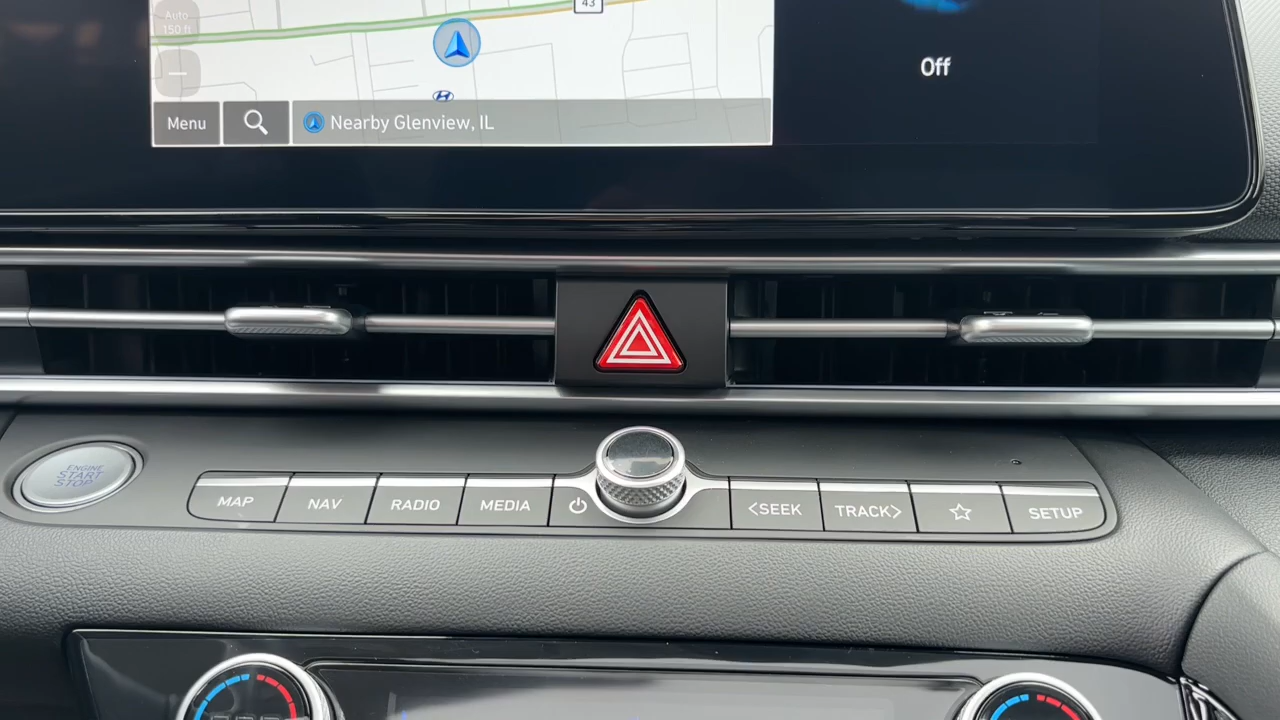 Auto
150 ft
43
Off
Menu
Nearby Glenview, IL
ENGINE
START
STOP
MAP
NAV
RADIO
MEDIA
<SEEK
TRACK>
SETUP